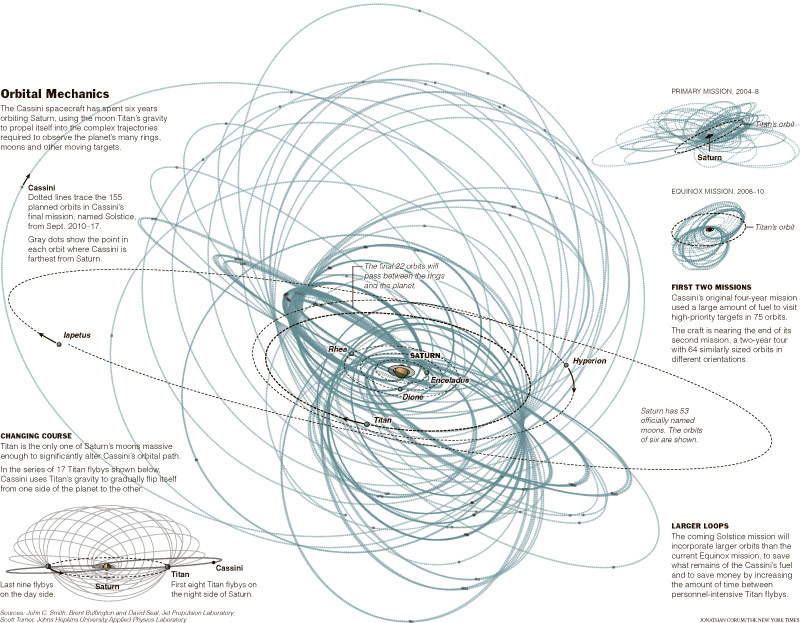 Orbital Mechanics
The Cassini spacecraft has spent six years
orbiting Saturn, using the moon Titan's gravity
to propel itself into the complex trajectories
required to observe the planet's many rings,
moons and other moving targets.
Cassini
Dotted lines trace the 155
planned orbits in Cassini's
final mission, named Solstice,
from Sept. 2010–17.
Gray dots show the point in
each orbit where Cassini is
farthest from Saturn.
PRIMARY MISSION, 2004–8
Titan's orbit
Saturn
EQUINOX MISSION, 2008–10
Titan's orbit
FIRST TWO MISSIONS
Cassini's original four-year mission
used a large amount of fuel to visit
high-priority targets in 75 orbits.
The craft is nearing the end of its
second mission, a two-year tour
with 64 similarly sized orbits in
different orientations.
The final 22 orbits will
pass between the rings
and the planet.
Iapetus
Rhea
SATURN
Enceladus
Dione
Titan
Hyperion
Saturn has 53
officially named
moons. The orbits
of six are shown.
CHANGING COURSE
Titan is the only one of Saturn's moons massive
enough to significantly alter Cassini's orbital path.
In the series of 17 Titan flybys shown below,
Cassini uses Titan's gravity to gradually flip itself
from one side of the planet to the other.
Cassini
Titan
Saturn
Last nine flybys
on the day side.
First eight Titan flybys on
the night side of Saturn.
LARGER LOOPS
The coming Solstice mission will
incorporate larger orbits than the
current Equinox mission, to save
what remains of the Cassini's fuel
and to save money by increasing
the amount of time between
personnel-intensive Titan flybys.
Sources: John C. Smith, Brent Buffington and David Seal, Jet Propulsion Laboratory;
Scott Turner, Johns Hopkins University Applied Physics Laboratory
JONATHAN CORUM/THE NEW YORK TIMES